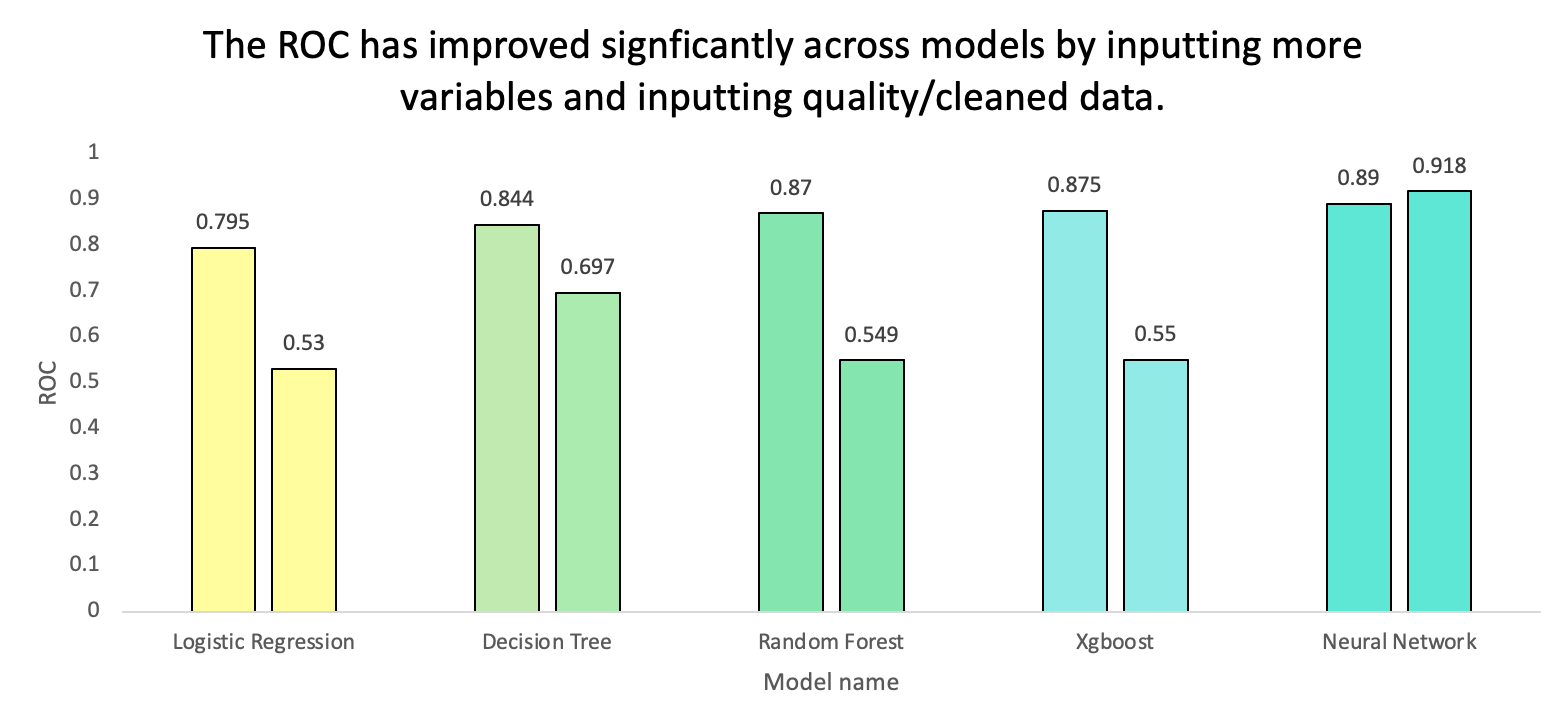 The ROC has improved signficantly across models by inputting more
variables and inputting quality/cleaned data.
1
0.9
0.8
0.7
0.6
0.5
0.4
0.3
0.2
0.1
0
ROC
0.795
0.53
0.844
0.697
0.87
0.549
0.875
0.55
0.89
0.918
Logistic Regression
Decision Tree
Random Forest
Xgboost
Neural Network
Model name